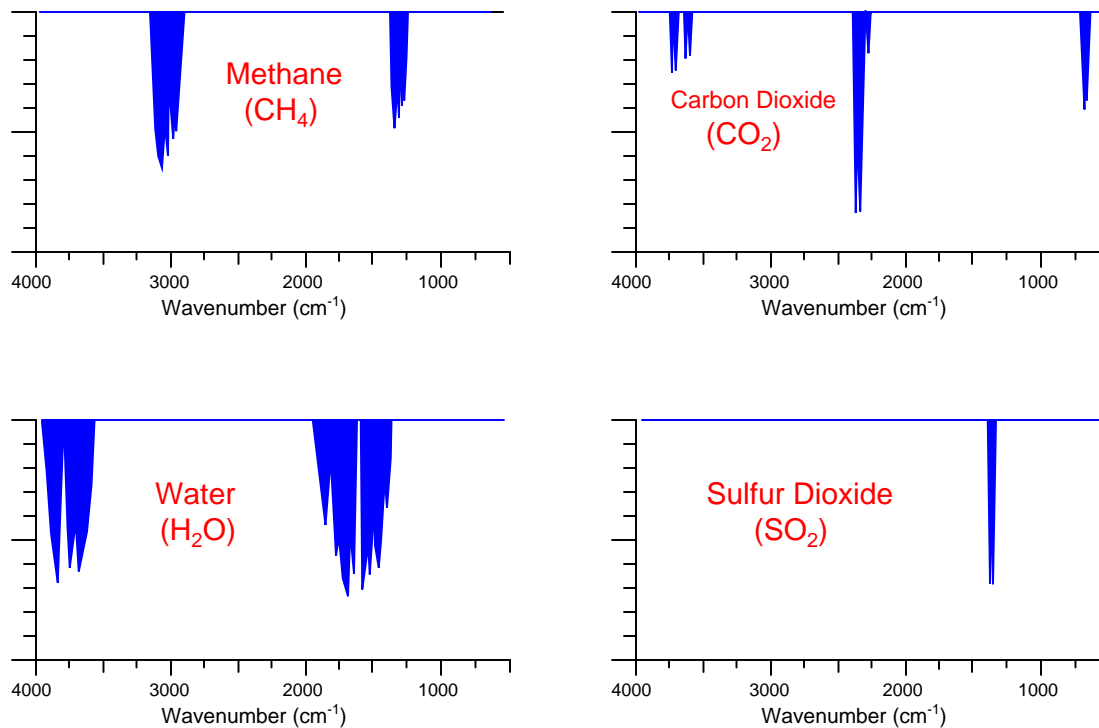 Methane
(CH₄)
4000 3000 2000 1000
Wavenumber (cm⁻¹)
Carbon Dioxide
(CO₂)
4000 3000 2000 1000
Wavenumber (cm⁻¹)
Water
(H₂O)
4000 3000 2000 1000
Wavenumber (cm⁻¹)
Sulfur Dioxide
(SO₂)
4000 3000 2000 1000
Wavenumber (cm⁻¹)